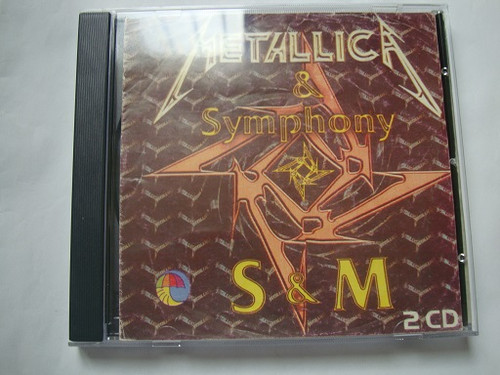 METALLICA
&
Symphony
S & M
2 CD